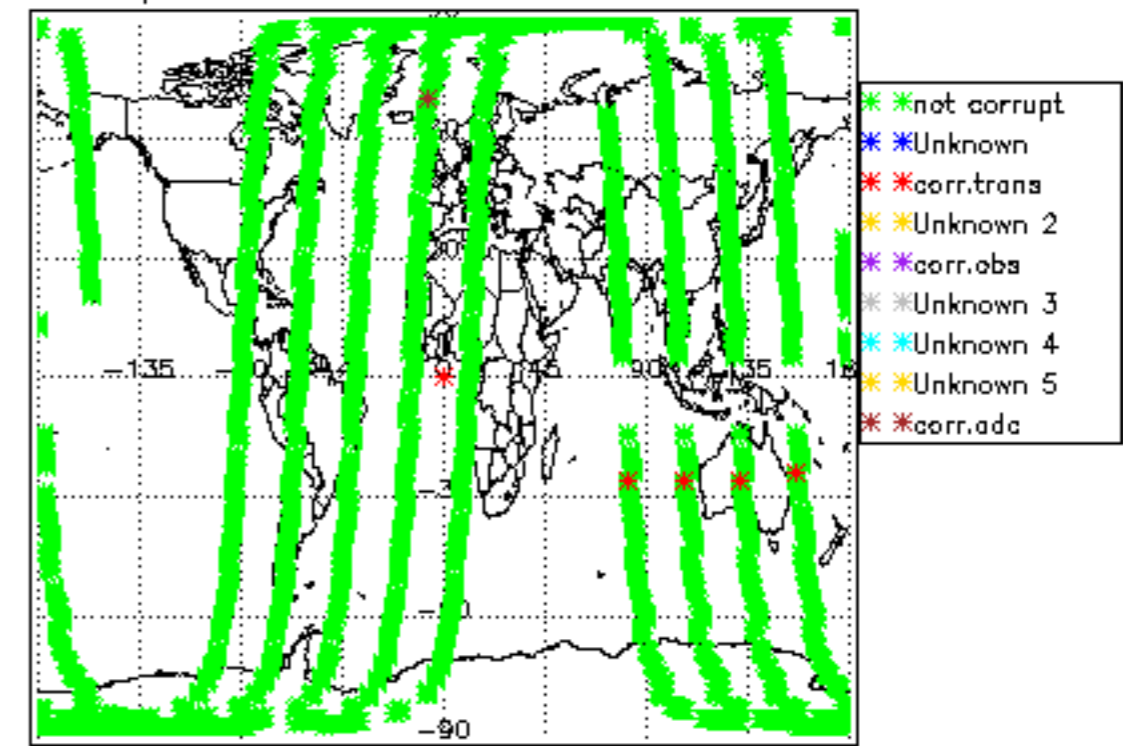 not corrupt
Unknown
corr.trans
Unknown 2
corr.obs
Unknown 3
Unknown 4
Unknown 5
corr.adc
-135
45
90
135
-90